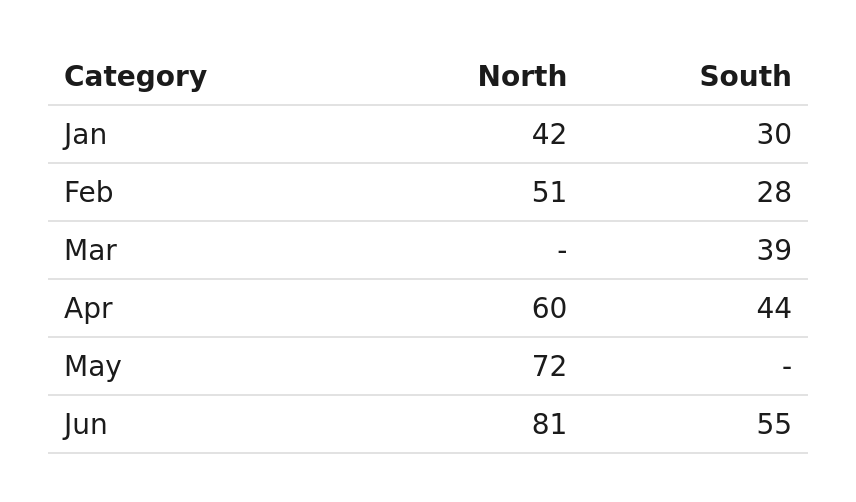 Category North South
Jan 42 30
Feb 51 28
Mar - 39
Apr 60 44
May 72 -
Jun 81 55